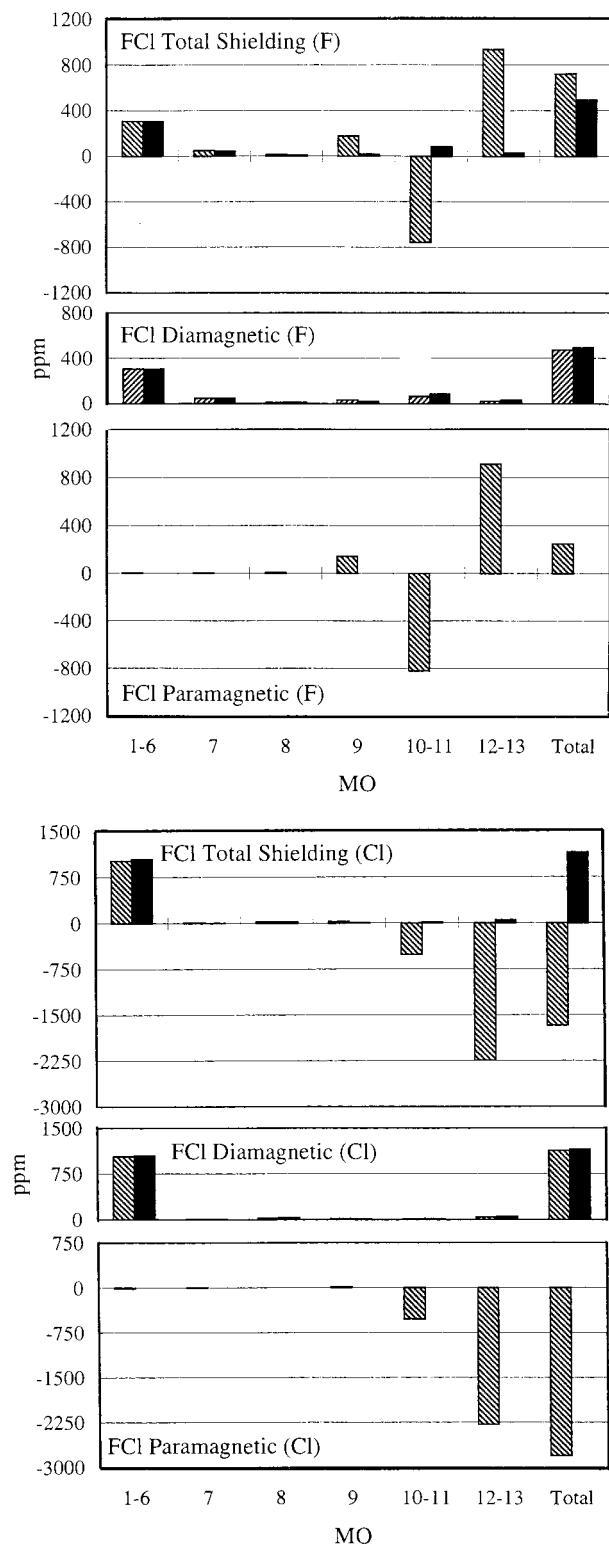 1200
FCl Total Shielding (F)
800
400
0
-400
-800
-1200
800
FCl Diamagnetic (F)
400
0
ppm
1200
800
400
0
-400
-800
FCl Paramagnetic (F)
-1200
1-6 7 8 9 10-11 12-13 Total
MO
1500
FCl Total Shielding (Cl)
750
0
-750
-1500
-2250
-3000
1500
FCl Diamagnetic (Cl)
750
0
ppm
750
0
-750
-1500
-2250
FCl Paramagnetic (Cl)
-3000
1-6 7 8 9 10-11 12-13 Total
MO